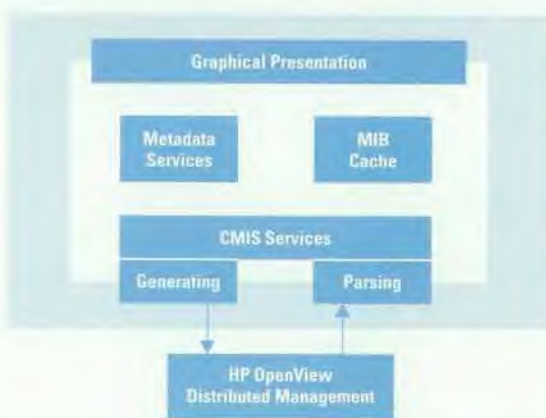 Graphical Presentation
Metadata
Services
MIB
Cache
CMIS Services
Generating
Parsing
HP OpenView
Distributed Management